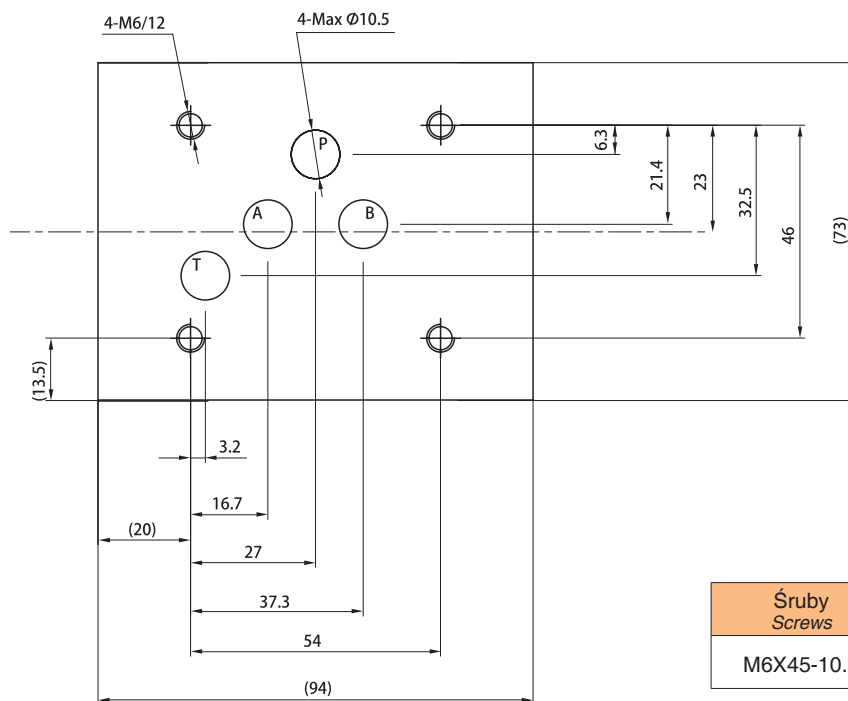 4-M6/12
4-Max Ø10.5
P
A
B
T
6.3
21.4
23
32.5
46
(73)
(13.5)
3.2
16.7
(20)
27
37.3
54
(94)
Śruby
Screws
M6X45-10.